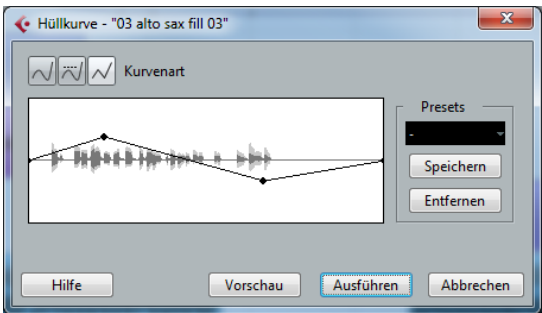 Hüllkurve - "03 alto sax fill 03"
Kurvenart
Presets
-
Speichern
Entfernen
Hilfe
Vorschau
Ausführen
Abbrechen